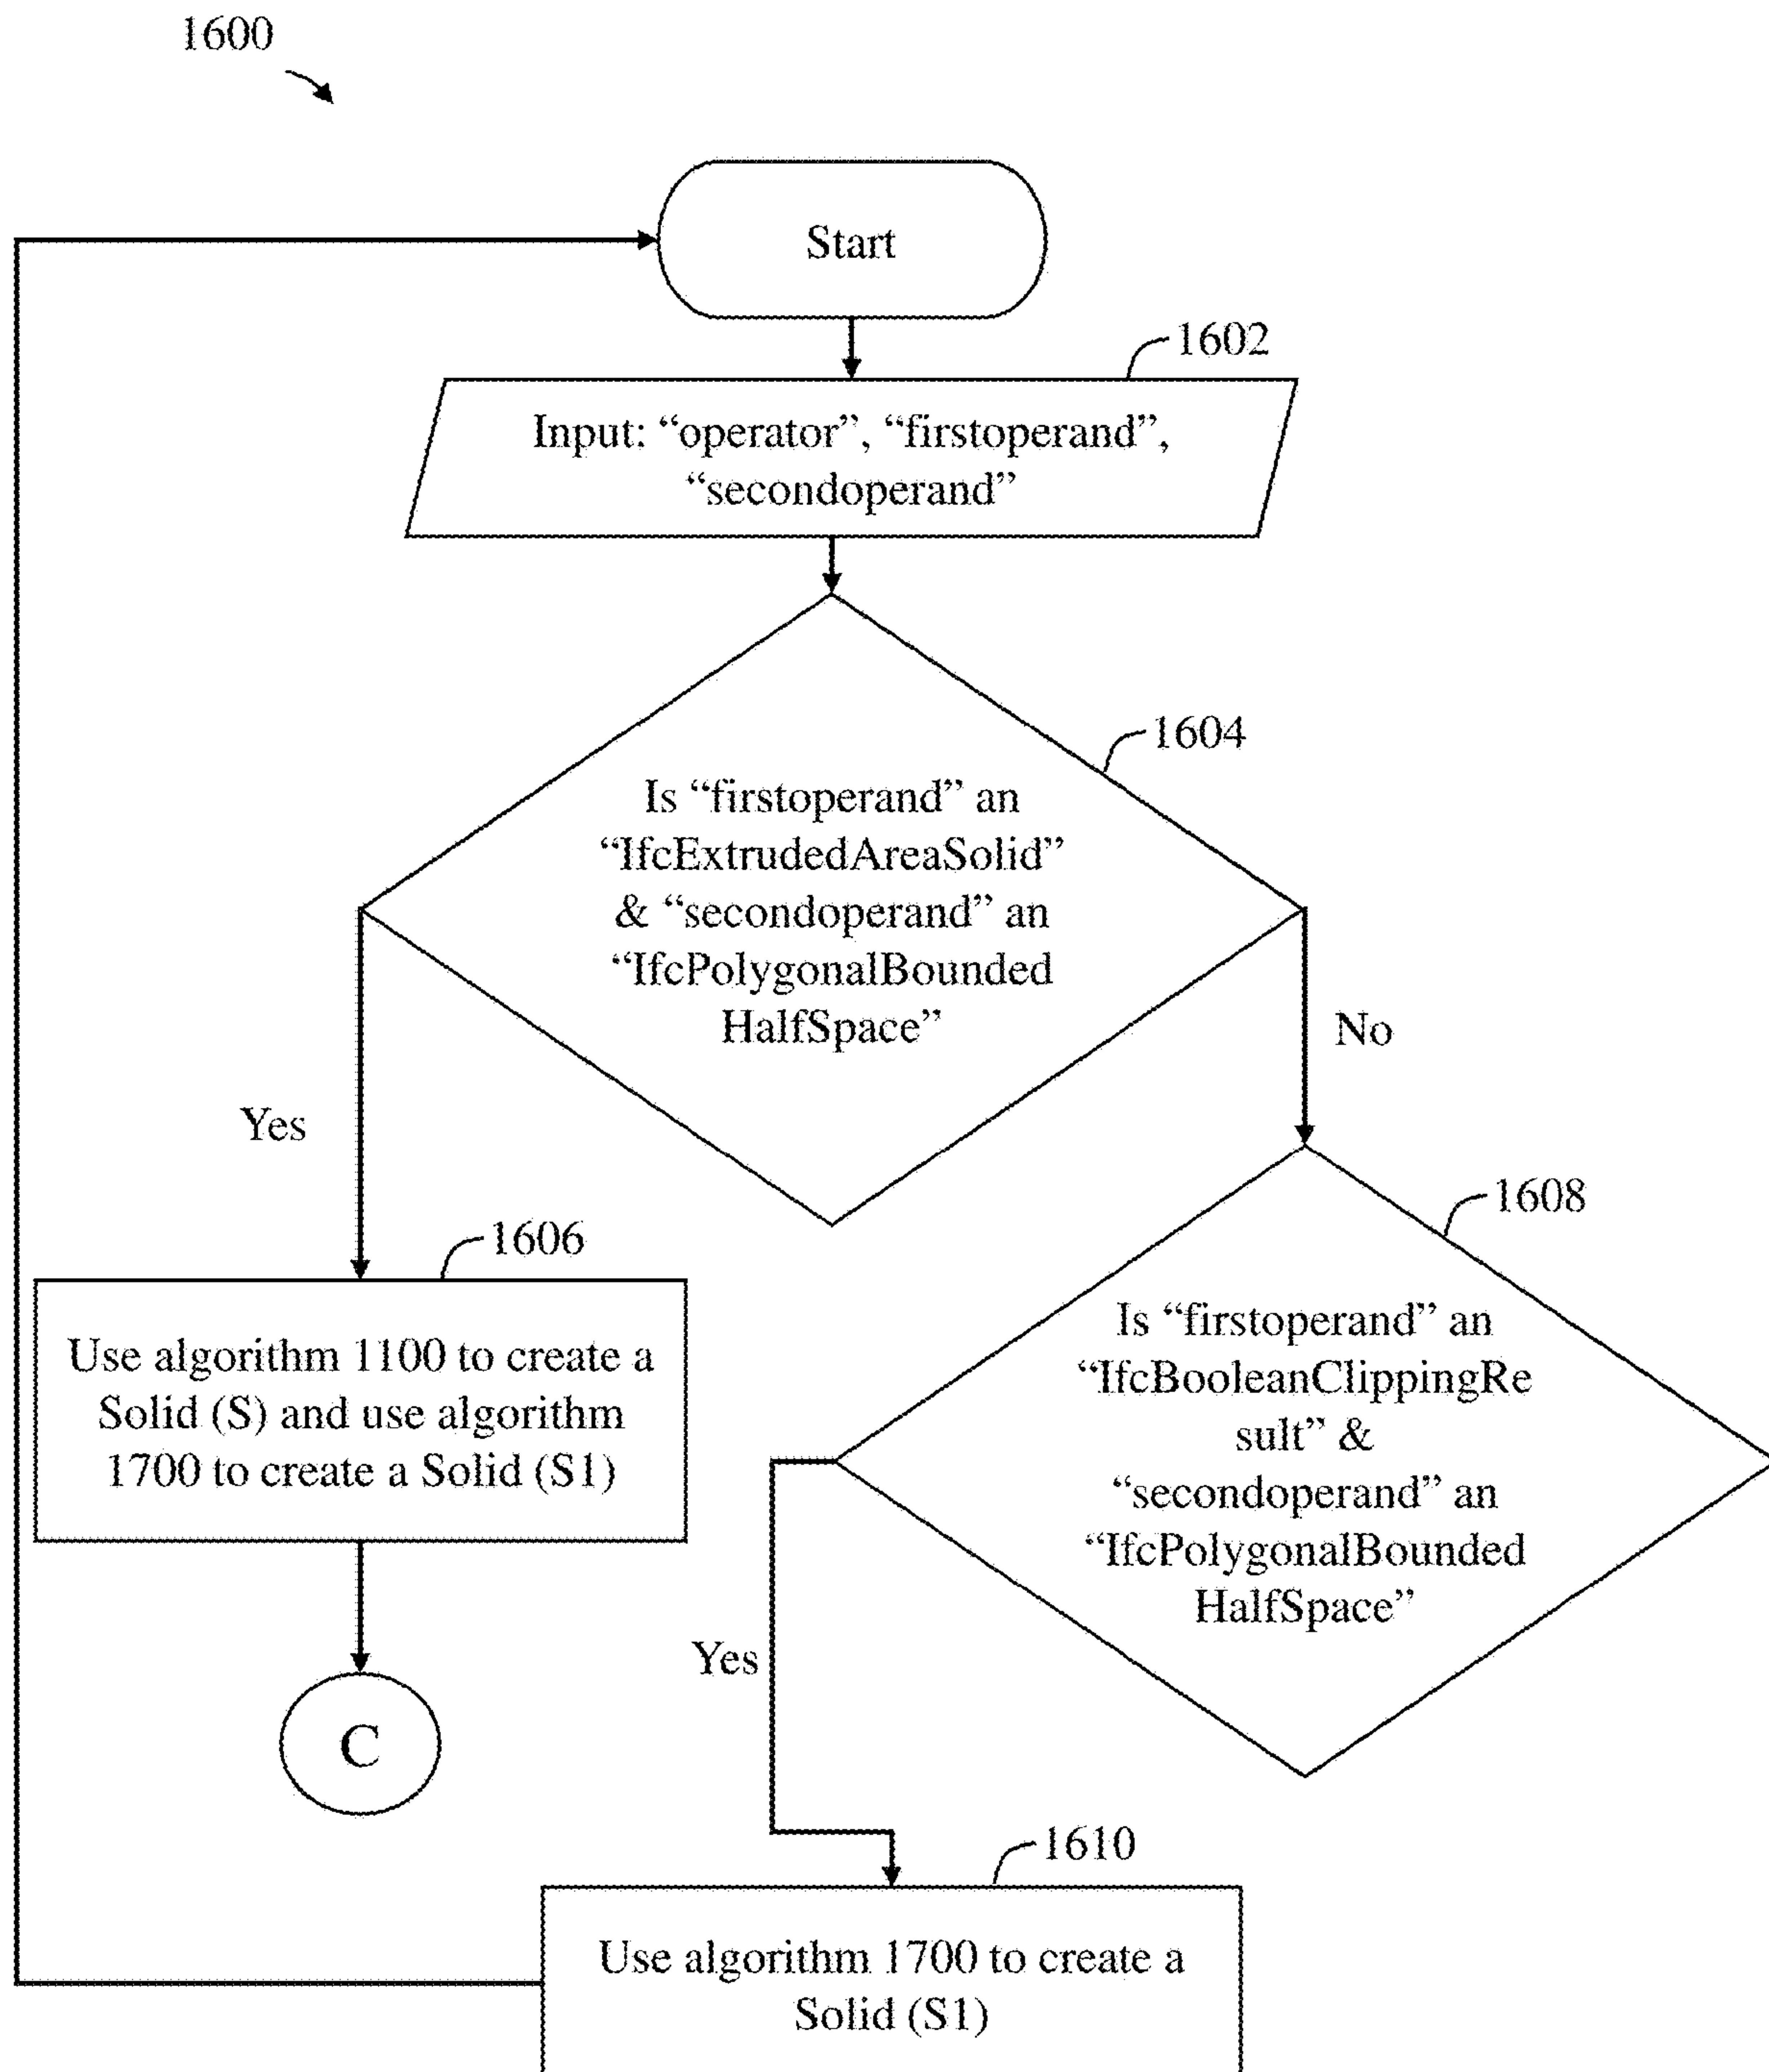 1600
Start
1602
Input: “operator”, “firstoperand”,
“secondoperand”
1604
Is “firstoperand” an
“IfcExtrudedAreaSolid”
& “secondoperand” an
“IfcPolygonalBounded
HalfSpace”
No
Yes
1608
1606
Is “firstoperand” an
“IfcBooleanClippingRe
sult” &
“secondoperand” an
“IfcPolygonalBounded
HalfSpace”
Use algorithm 1100 to create a
Solid (S) and use algorithm
1700 to create a Solid (S1)
Yes
C
1610
Use algorithm 1700 to create a
Solid (S1)